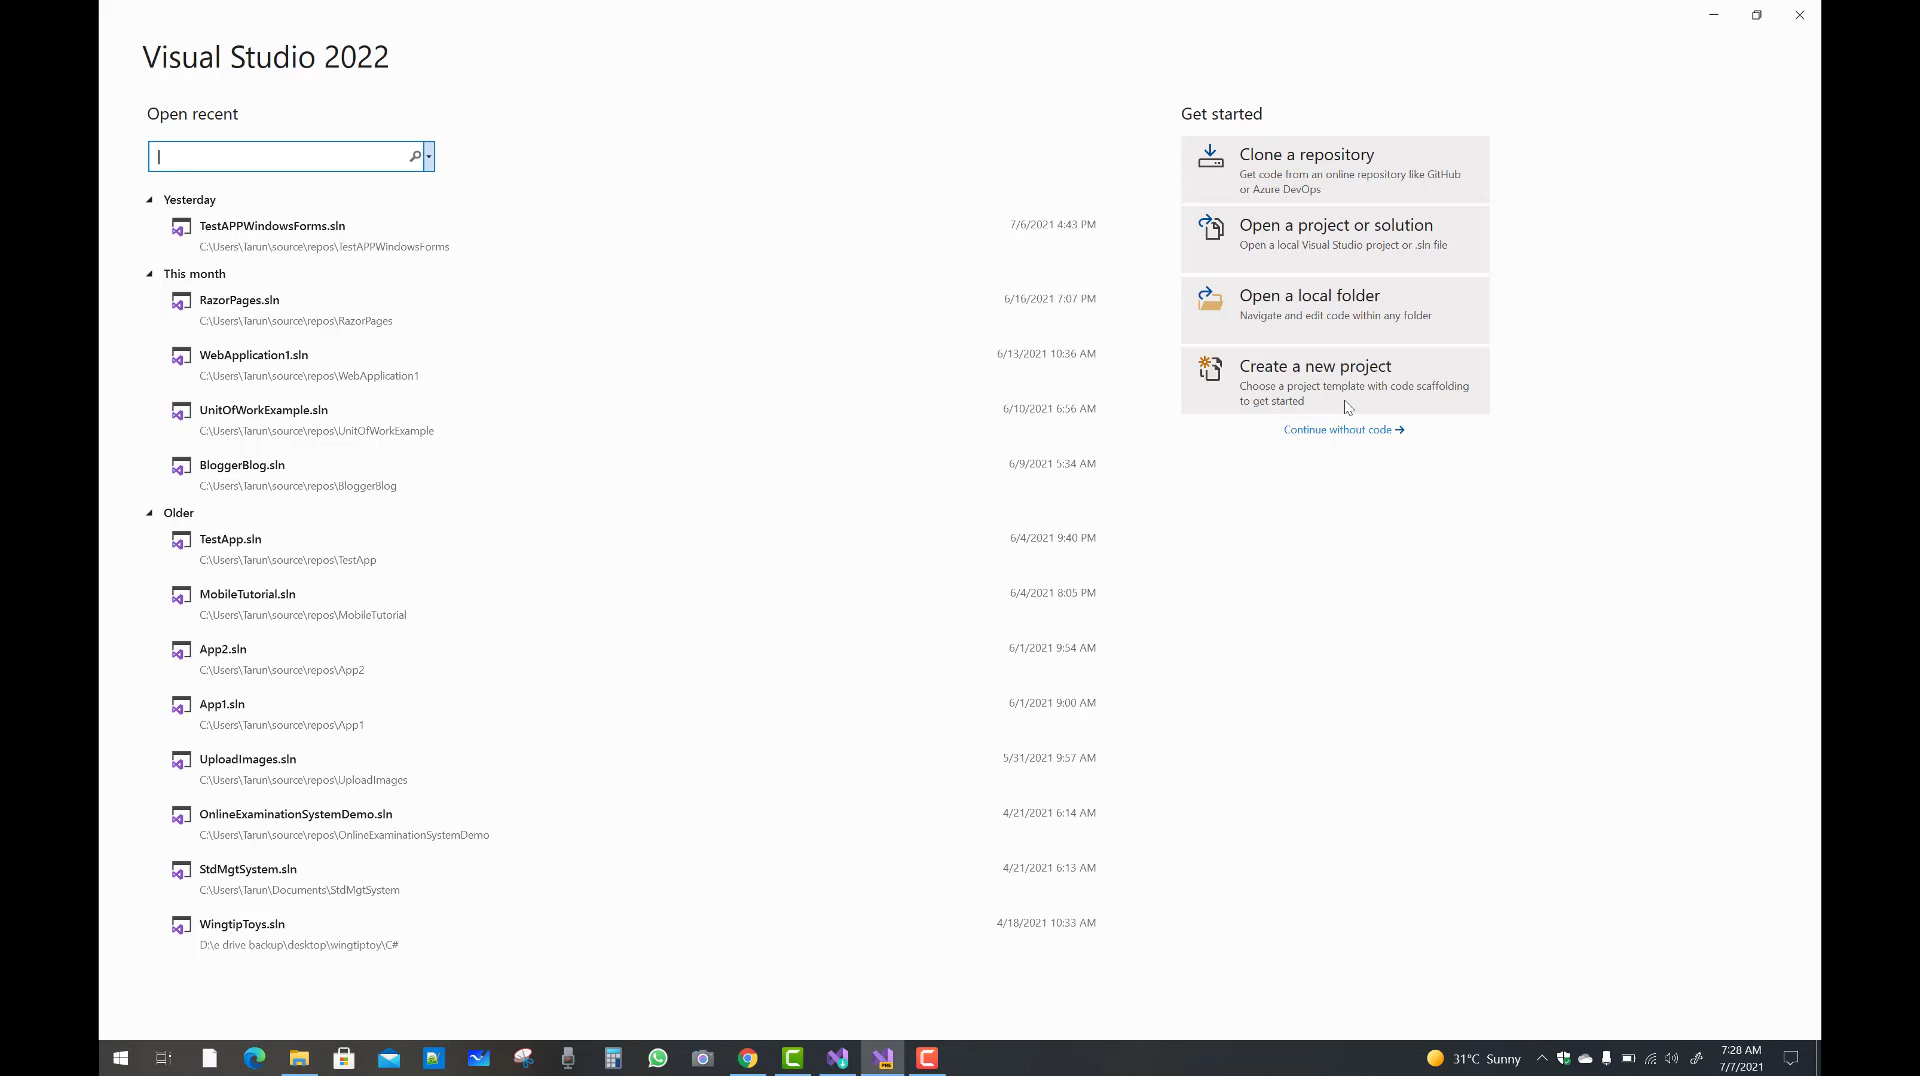 Visual Studio 2022
Open recent
Yesterday
TestAPPWindowsForms.sln
7/6/2021 4:43 PM
C:\Users\Tarun\source\repos\TestAPPWindowsForms
This month
RazorPages.sln
6/16/2021 7:07 PM
C:\Users\Tarun\source\repos\RazorPages
WebApplication1.sln
6/13/2021 10:36 AM
C:\Users\Tarun\source\repos\WebApplication1
UnitOfWorkExample.sln
6/10/2021 6:56 AM
C:\Users\Tarun\source\repos\UnitOfWorkExample
BloggerBlog.sln
6/9/2021 5:34 AM
C:\Users\Tarun\source\repos\BloggerBlog
Older
TestApp.sln
6/4/2021 9:40 PM
C:\Users\Tarun\source\repos\TestApp
MobileTutorial.sln
6/4/2021 8:05 PM
C:\Users\Tarun\source\repos\MobileTutorial
App2.sln
6/1/2021 9:54 AM
C:\Users\Tarun\source\repos\App2
App1.sln
6/1/2021 9:00 AM
C:\Users\Tarun\source\repos\App1
UploadImages.sln
5/31/2021 9:57 AM
C:\Users\Tarun\source\repos\UploadImages
OnlineExaminationSystemDemo.sln
4/21/2021 6:14 AM
C:\Users\Tarun\source\repos\OnlineExaminationSystemDemo
StdMgtSystem.sln
4/21/2021 6:13 AM
C:\Users\Tarun\Documents\StdMgtSystem
WingtipToys.sln
4/18/2021 10:33 AM
D:\e drive backup\desktop\wingtiptoy\C#
Get started
Clone a repository
Get code from an online repository like GitHub
or Azure DevOps
Open a project or solution
Open a local Visual Studio project or .sln file
Open a local folder
Navigate and edit code within any folder
Create a new project
Choose a project template with code scaffolding
to get started
Continue without code →
PRE
31°C Sunny
7:28 AM
7/7/2021